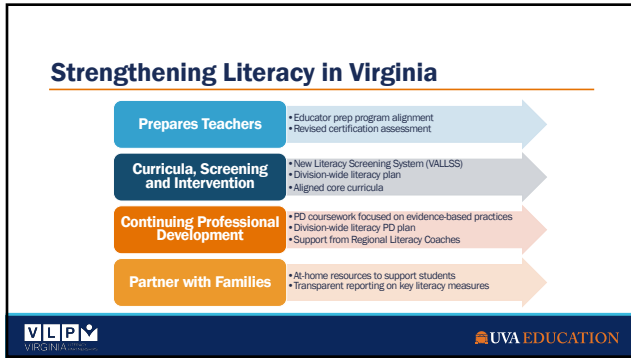 Strengthening Literacy in Virginia
Prepares Teachers
• Educator prep program alignment
• Revised certification assessment
Curricula, Screening
and Intervention
• New Literacy Screening System (VALLSS)
• Division-wide literacy plan
• Aligned core curricula
Continuing Professional
Development
• PD coursework focused on evidence-based practices
• Division-wide literacy PD plan
• Support from Regional Literacy Coaches
Partner with Families
• At-home resources to support students
• Transparent reporting on key literacy measures
VLP
VIRGINIA
UVA EDUCATION